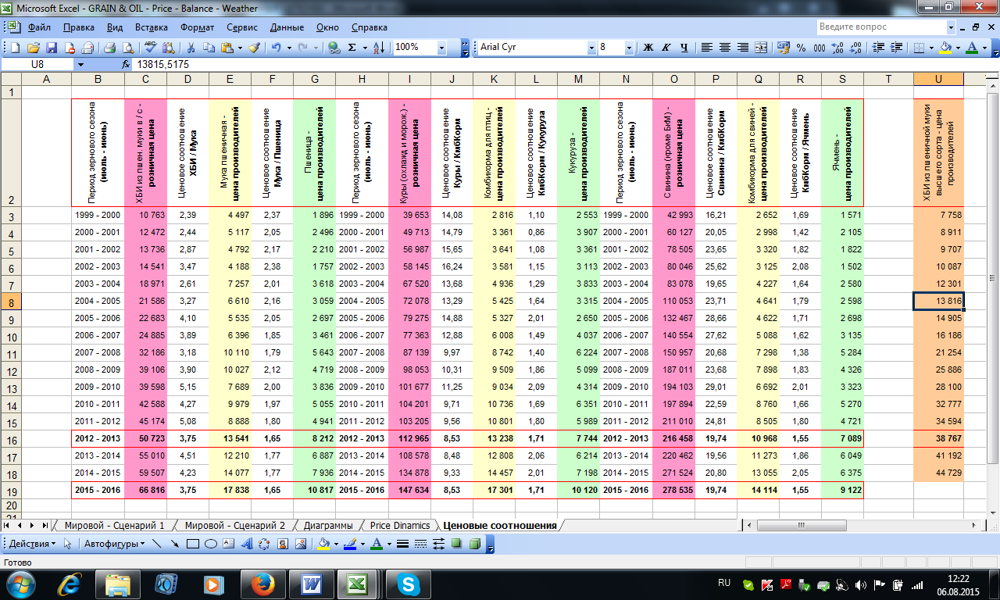 Microsoft Excel - GRAIN & OIL - Price - Balance - Weather
Файл Правка Вид Вставка Формат Сервис Данные Окно Справка Введите вопрос
100% Arial Cyr 8 Ж К Ч
U8 fx 13815,5175
A B C D E F G H I J K L M N O P Q R S T U
1
2 Период зернового сезона (июль - июнь) ХБИ из пшен. муки в / с - розничная цена Ценовое соотношение ХБИ / Мука Мука пшеничная - цена производителей Ценовое соотношение Мука / Пшеница Пшеница - цена производителей Период зернового сезона (июль - июнь) Куры (охлажд и морож.) - розничная цена Ценовое соотношение Куры / КмбКорм Комбикорма для птиц - цена производителей Ценовое соотношение КмбКорм / Кукуруза Кукуруза - цена производителей Период зернового сезона (июль - июнь) Свинина (кроме БкМ) - розничная цена Ценовое соотношение Свинина / КмбКорм Комбикорма для свиней - цена производителей Ценовое соотношение КмбКорм / Ячмень Ячмень - цена производителей ХБИ из пшеничной муки высшего сорта - цена производителей
3 1999 - 2000 10 763 2,39 4 497 2,37 1 896 1999 - 2000 39 653 14,08 2 816 1,10 2 553 1999 - 2000 42 993 16,21 2 652 1,69 1 571 7 758
4 2000 - 2001 12 472 2,44 5 117 2,05 2 496 2000 - 2001 49 713 14,79 3 361 0,86 3 907 2000 - 2001 60 127 20,05 2 998 1,42 2 105 8 911
5 2001 - 2002 13 736 2,87 4 792 2,17 2 210 2001 - 2002 56 987 15,65 3 641 1,08 3 361 2001 - 2002 78 505 23,65 3 320 1,82 1 822 9 707
6 2002 - 2003 14 541 3,47 4 188 2,38 1 757 2002 - 2003 58 145 16,24 3 581 1,15 3 113 2002 - 2003 80 046 25,62 3 125 2,08 1 502 10 087
7 2003 - 2004 18 971 2,61 7 257 2,01 3 618 2003 - 2004 67 520 13,68 4 936 1,29 3 833 2003 - 2004 83 078 19,65 4 227 1,64 2 580 12 301
8 2004 - 2005 21 586 3,27 6 610 2,16 3 059 2004 - 2005 72 078 13,29 5 425 1,64 3 315 2004 - 2005 110 053 23,71 4 641 1,79 2 598 13 816
9 2005 - 2006 22 683 4,10 5 535 2,05 2 697 2005 - 2006 79 275 14,88 5 327 2,01 2 650 2005 - 2006 132 467 28,66 4 622 1,71 2 698 14 905
10 2006 - 2007 24 885 3,89 6 396 1,85 3 461 2006 - 2007 77 363 12,88 6 008 1,49 4 037 2006 - 2007 140 554 27,62 5 088 1,62 3 135 16 186
11 2007 - 2008 32 186 3,18 10 110 1,79 5 643 2007 - 2008 87 139 9,97 8 742 1,40 6 224 2007 - 2008 150 957 20,68 7 298 1,38 5 284 21 254
12 2008 - 2009 39 106 3,90 10 027 2,12 4 719 2008 - 2009 98 053 10,31 9 509 1,86 5 099 2008 - 2009 187 011 23,68 7 898 1,83 4 326 25 886
13 2009 - 2010 39 598 5,15 7 689 2,00 3 836 2009 - 2010 101 677 11,25 9 034 2,09 4 314 2009 - 2010 194 103 29,01 6 692 2,01 3 323 28 100
14 2010 - 2011 42 588 4,27 9 979 1,97 5 055 2010 - 2011 104 201 9,71 10 736 1,69 6 351 2010 - 2011 197 894 22,59 8 760 1,66 5 270 32 777
15 2011 - 2012 45 174 5,08 8 888 1,80 4 941 2011 - 2012 103 205 9,56 10 801 1,80 5 989 2011 - 2012 211 010 24,81 8 505 1,80 4 721 34 594
16 2012 - 2013 50 723 3,75 13 541 1,65 8 212 2012 - 2013 112 965 8,53 13 238 1,71 7 744 2012 - 2013 216 458 19,74 10 968 1,55 7 089 38 767
17 2013 - 2014 55 010 4,51 12 210 1,77 6 887 2013 - 2014 108 578 8,48 12 808 2,06 6 214 2013 - 2014 220 462 19,56 11 273 1,86 6 049 41 192
18 2014 - 2015 59 507 4,23 14 077 1,77 7 936 2014 - 2015 134 878 9,33 14 457 2,01 7 198 2014 - 2015 271 524 20,80 13 055 2,05 6 375 44 729
19 2015 - 2016 66 816 3,75 17 838 1,65 10 817 2015 - 2016 147 634 8,53 17 301 1,71 10 120 2015 - 2016 278 535 19,74 14 114 1,55 9 122
20
21
Мировой - Сценарий 1 Мировой - Сценарий 2 Диаграммы Price Dinamics Ценовые соотношения
Действия Автофигуры
Готово
RU 12:22
06.08.2015